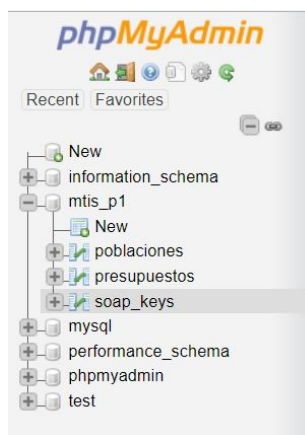 phpMyAdmin
Recent Favorites
New
information_schema
mtis_p1
New
poblaciones
presupuestos
soap_keys
mysql
performance_schema
phpmyadmin
test